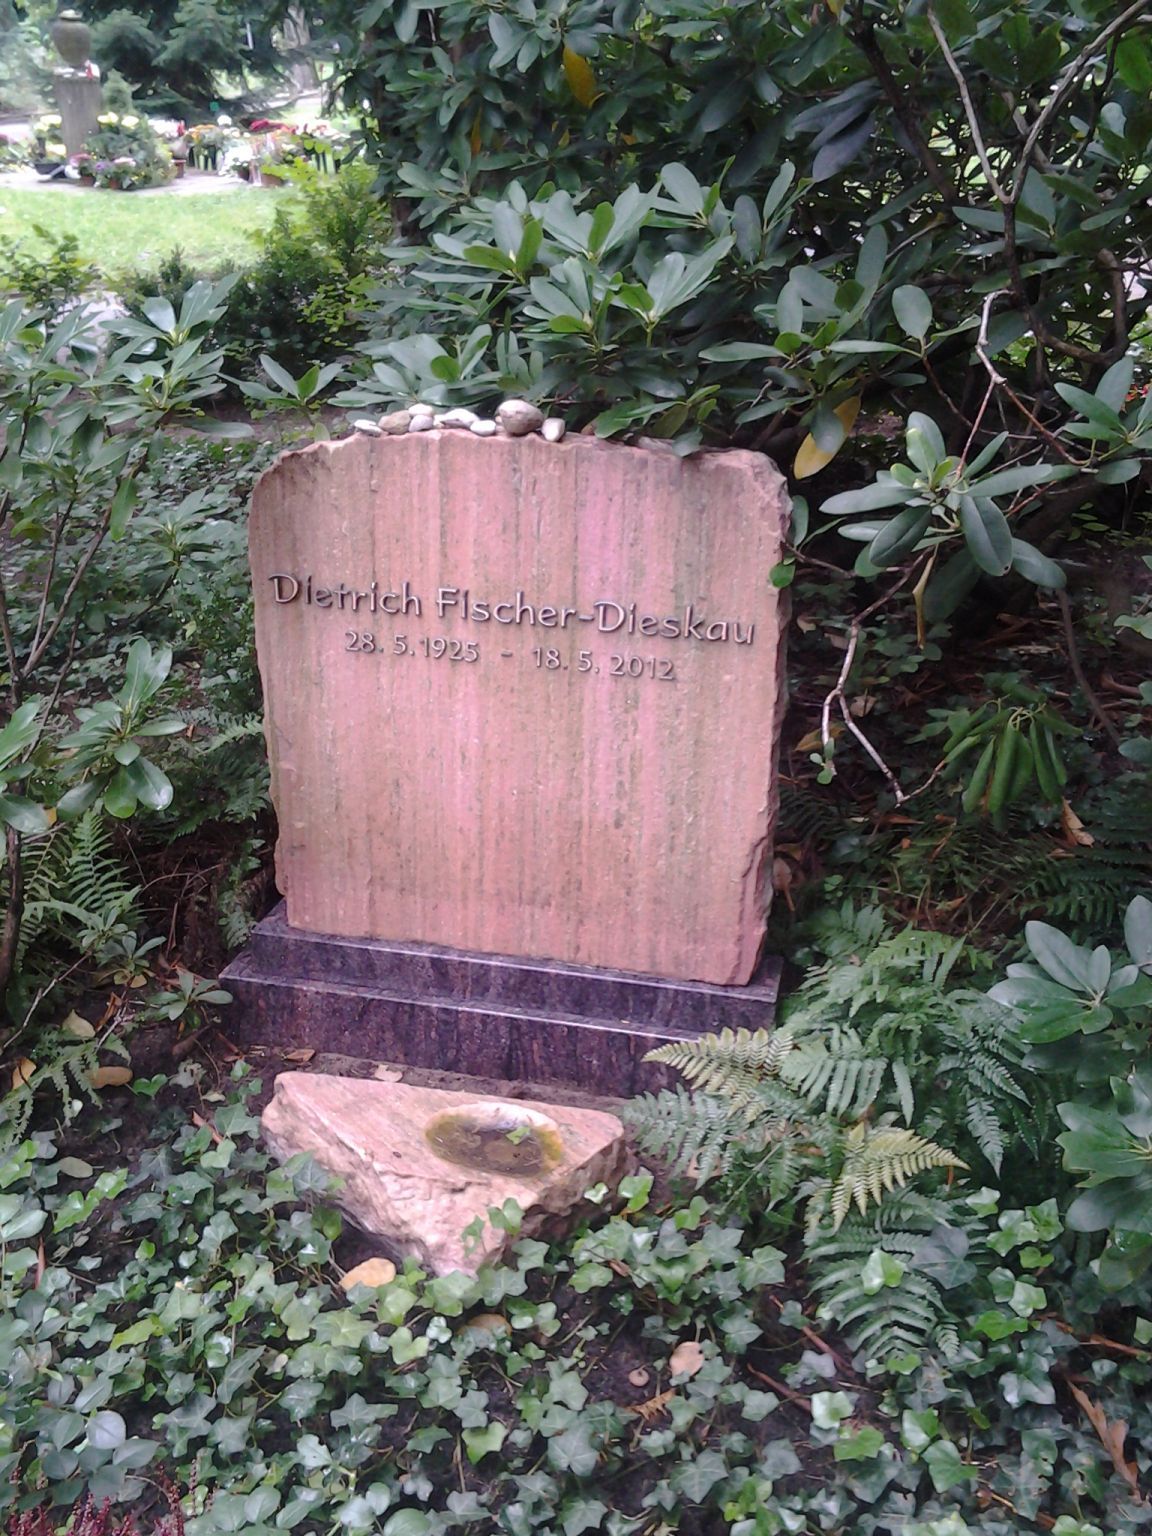 Dietrich Fischer-Dieskau
28. 5. 1925 - 18. 5. 2012